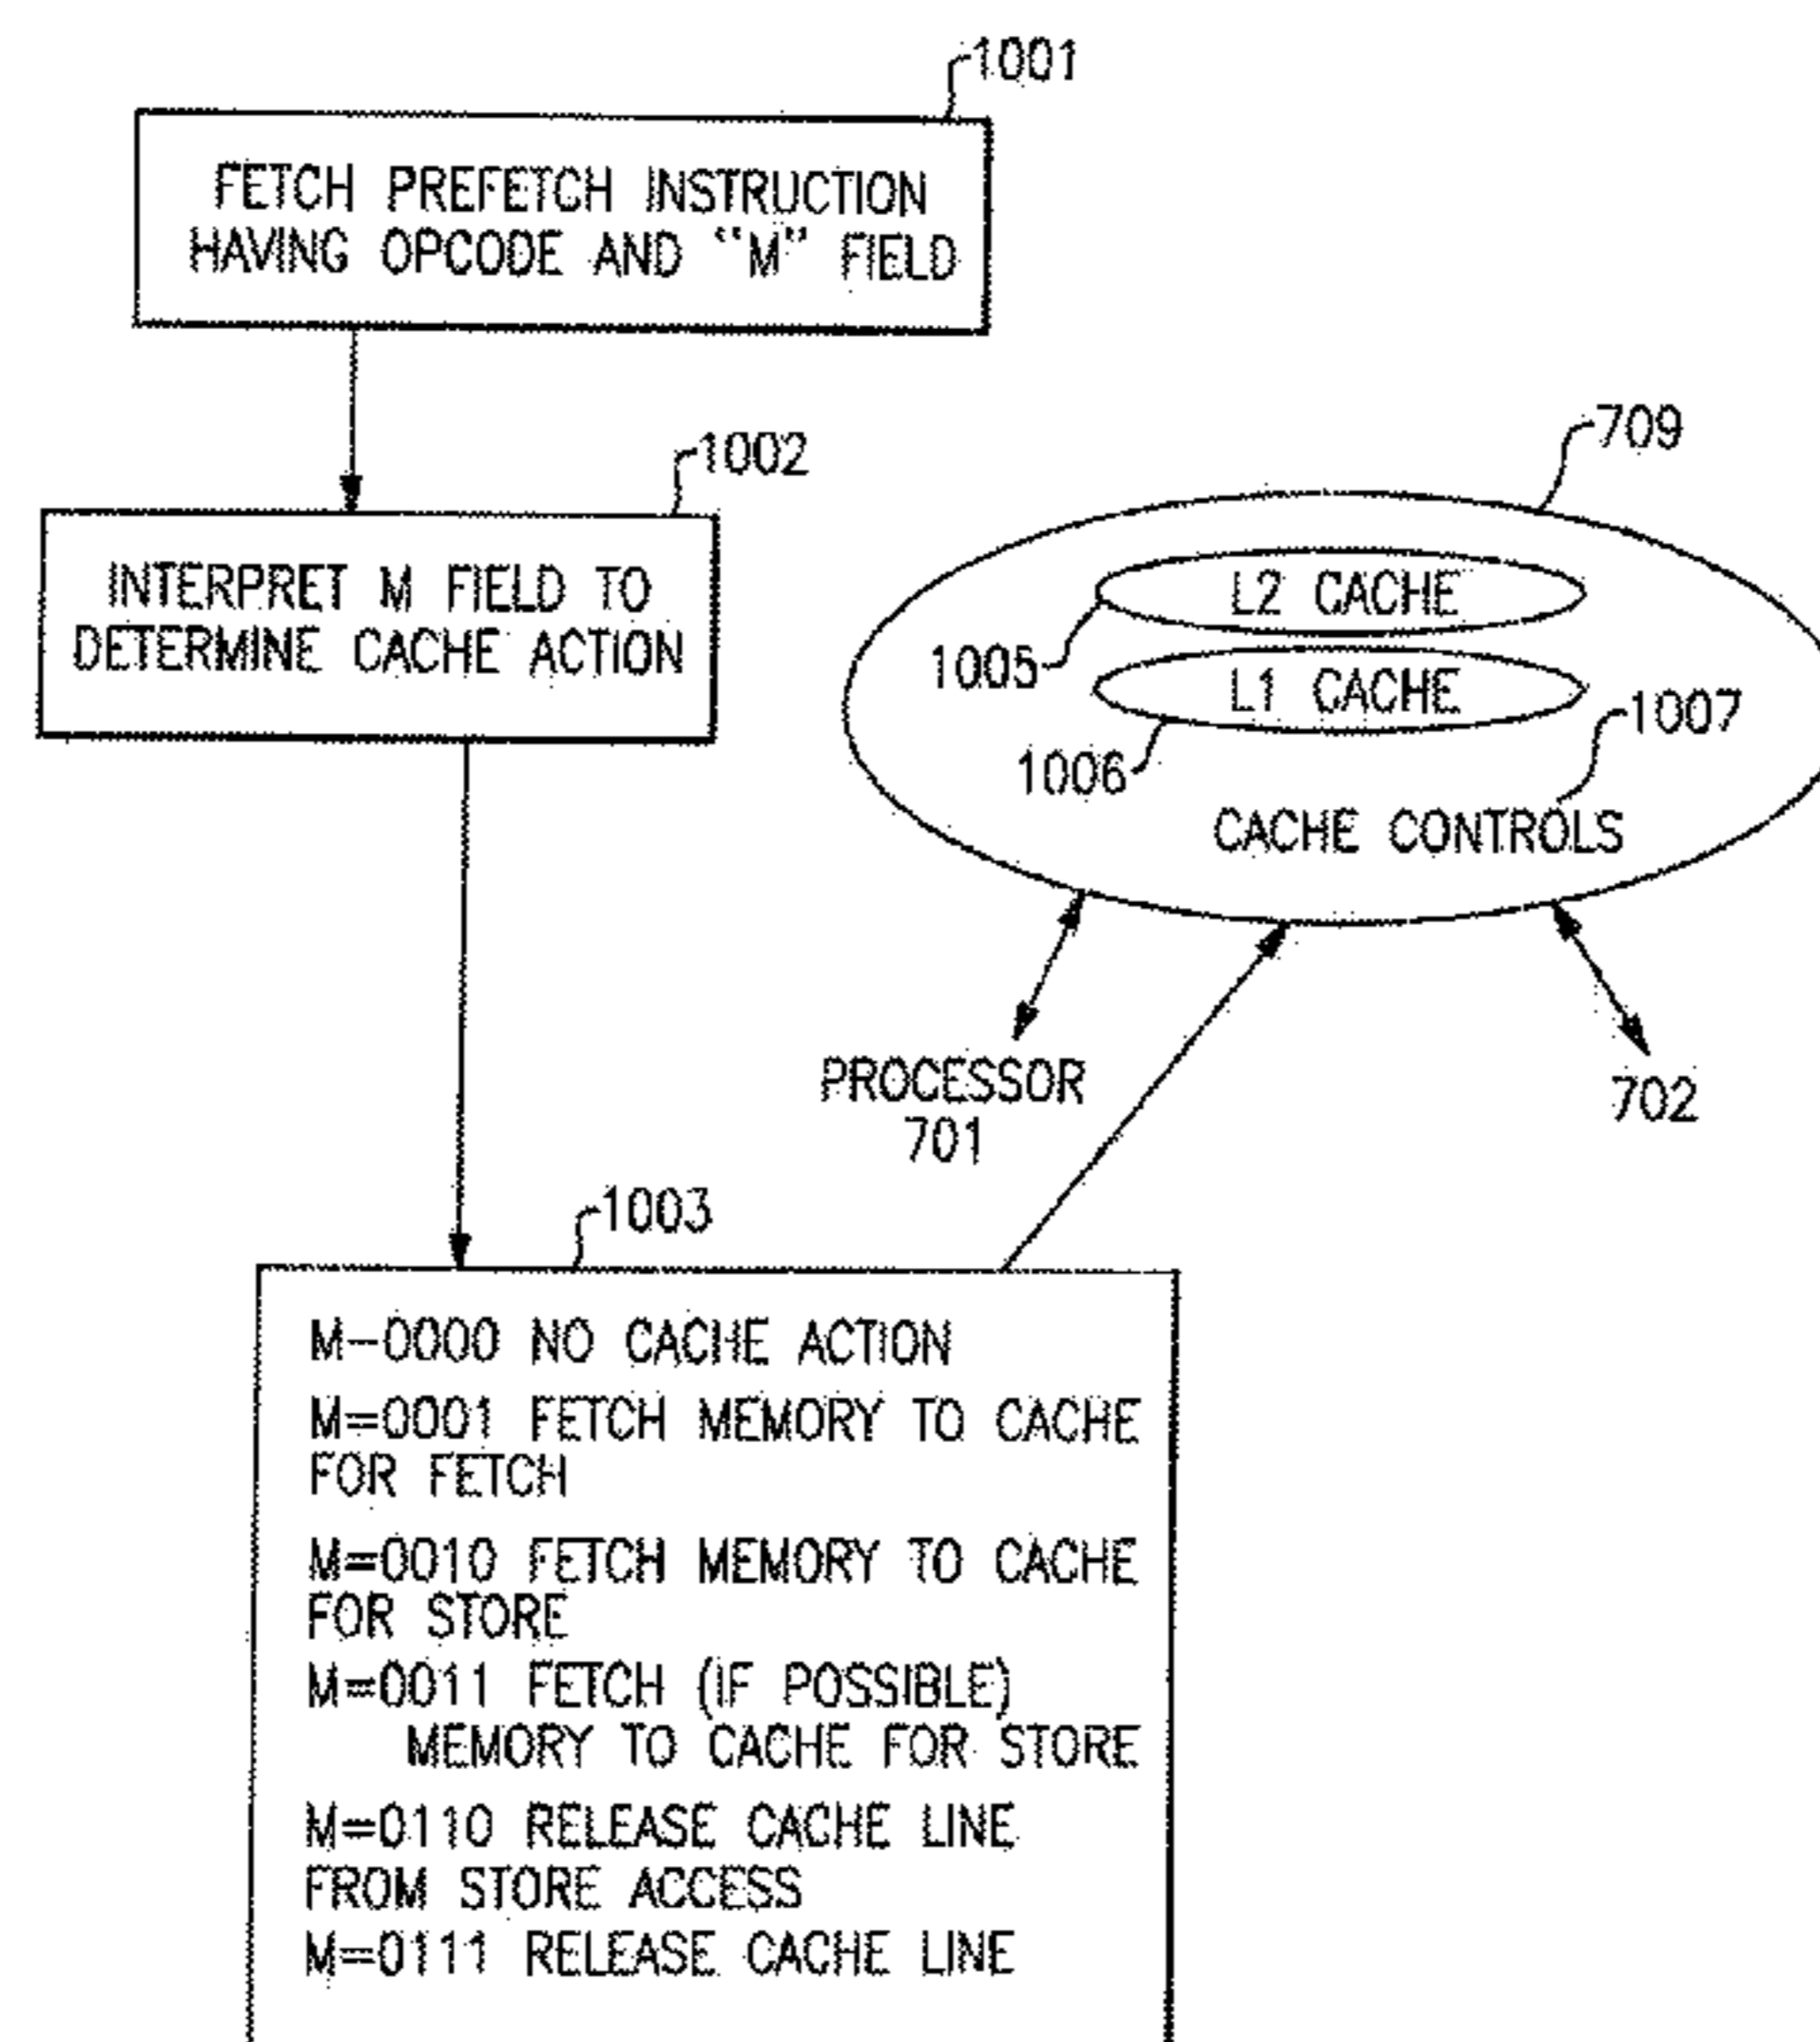 1001
FETCH PREFETCH INSTRUCTION
HAVING OPCODE AND "M" FIELD
1002
INTERPRET M FIELD TO
DETERMINE CACHE ACTION
709
L2 CACHE
1005
L1 CACHE
1006
1007
CACHE CONTROLS
PROCESSOR
701
702
1003
M-0000 NO CACHE ACTION
M=0001 FETCH MEMORY TO CACHE
FOR FETCH
M=0010 FETCH MEMORY TO CACHE
FOR STORE
M=0011 FETCH (IF POSSIBLE)
MEMORY TO CACHE FOR STORE
M=0110 RELEASE CACHE LINE
FROM STORE ACCESS
M=0111 RELEASE CACHE LINE